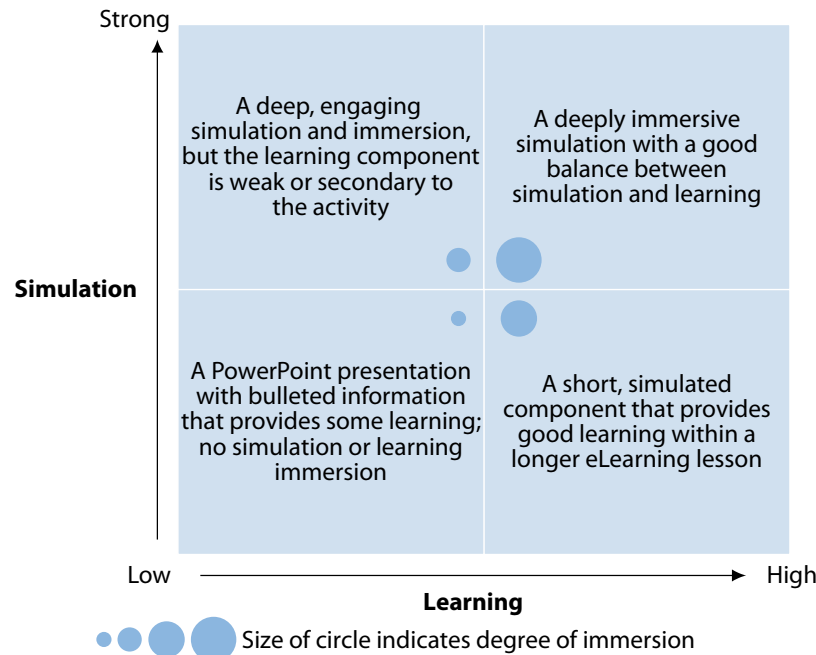 Strong
A deep, engaging
simulation and immersion,
but the learning component
is weak or secondary to
the activity
A deeply immersive
simulation with a good
balance between
simulation and learning
Simulation
A PowerPoint presentation
with bulleted information
that provides some learning;
no simulation or learning
immersion
A short, simulated
component that provides
good learning within a
longer eLearning lesson
Low
High
Learning
Size of circle indicates degree of immersion